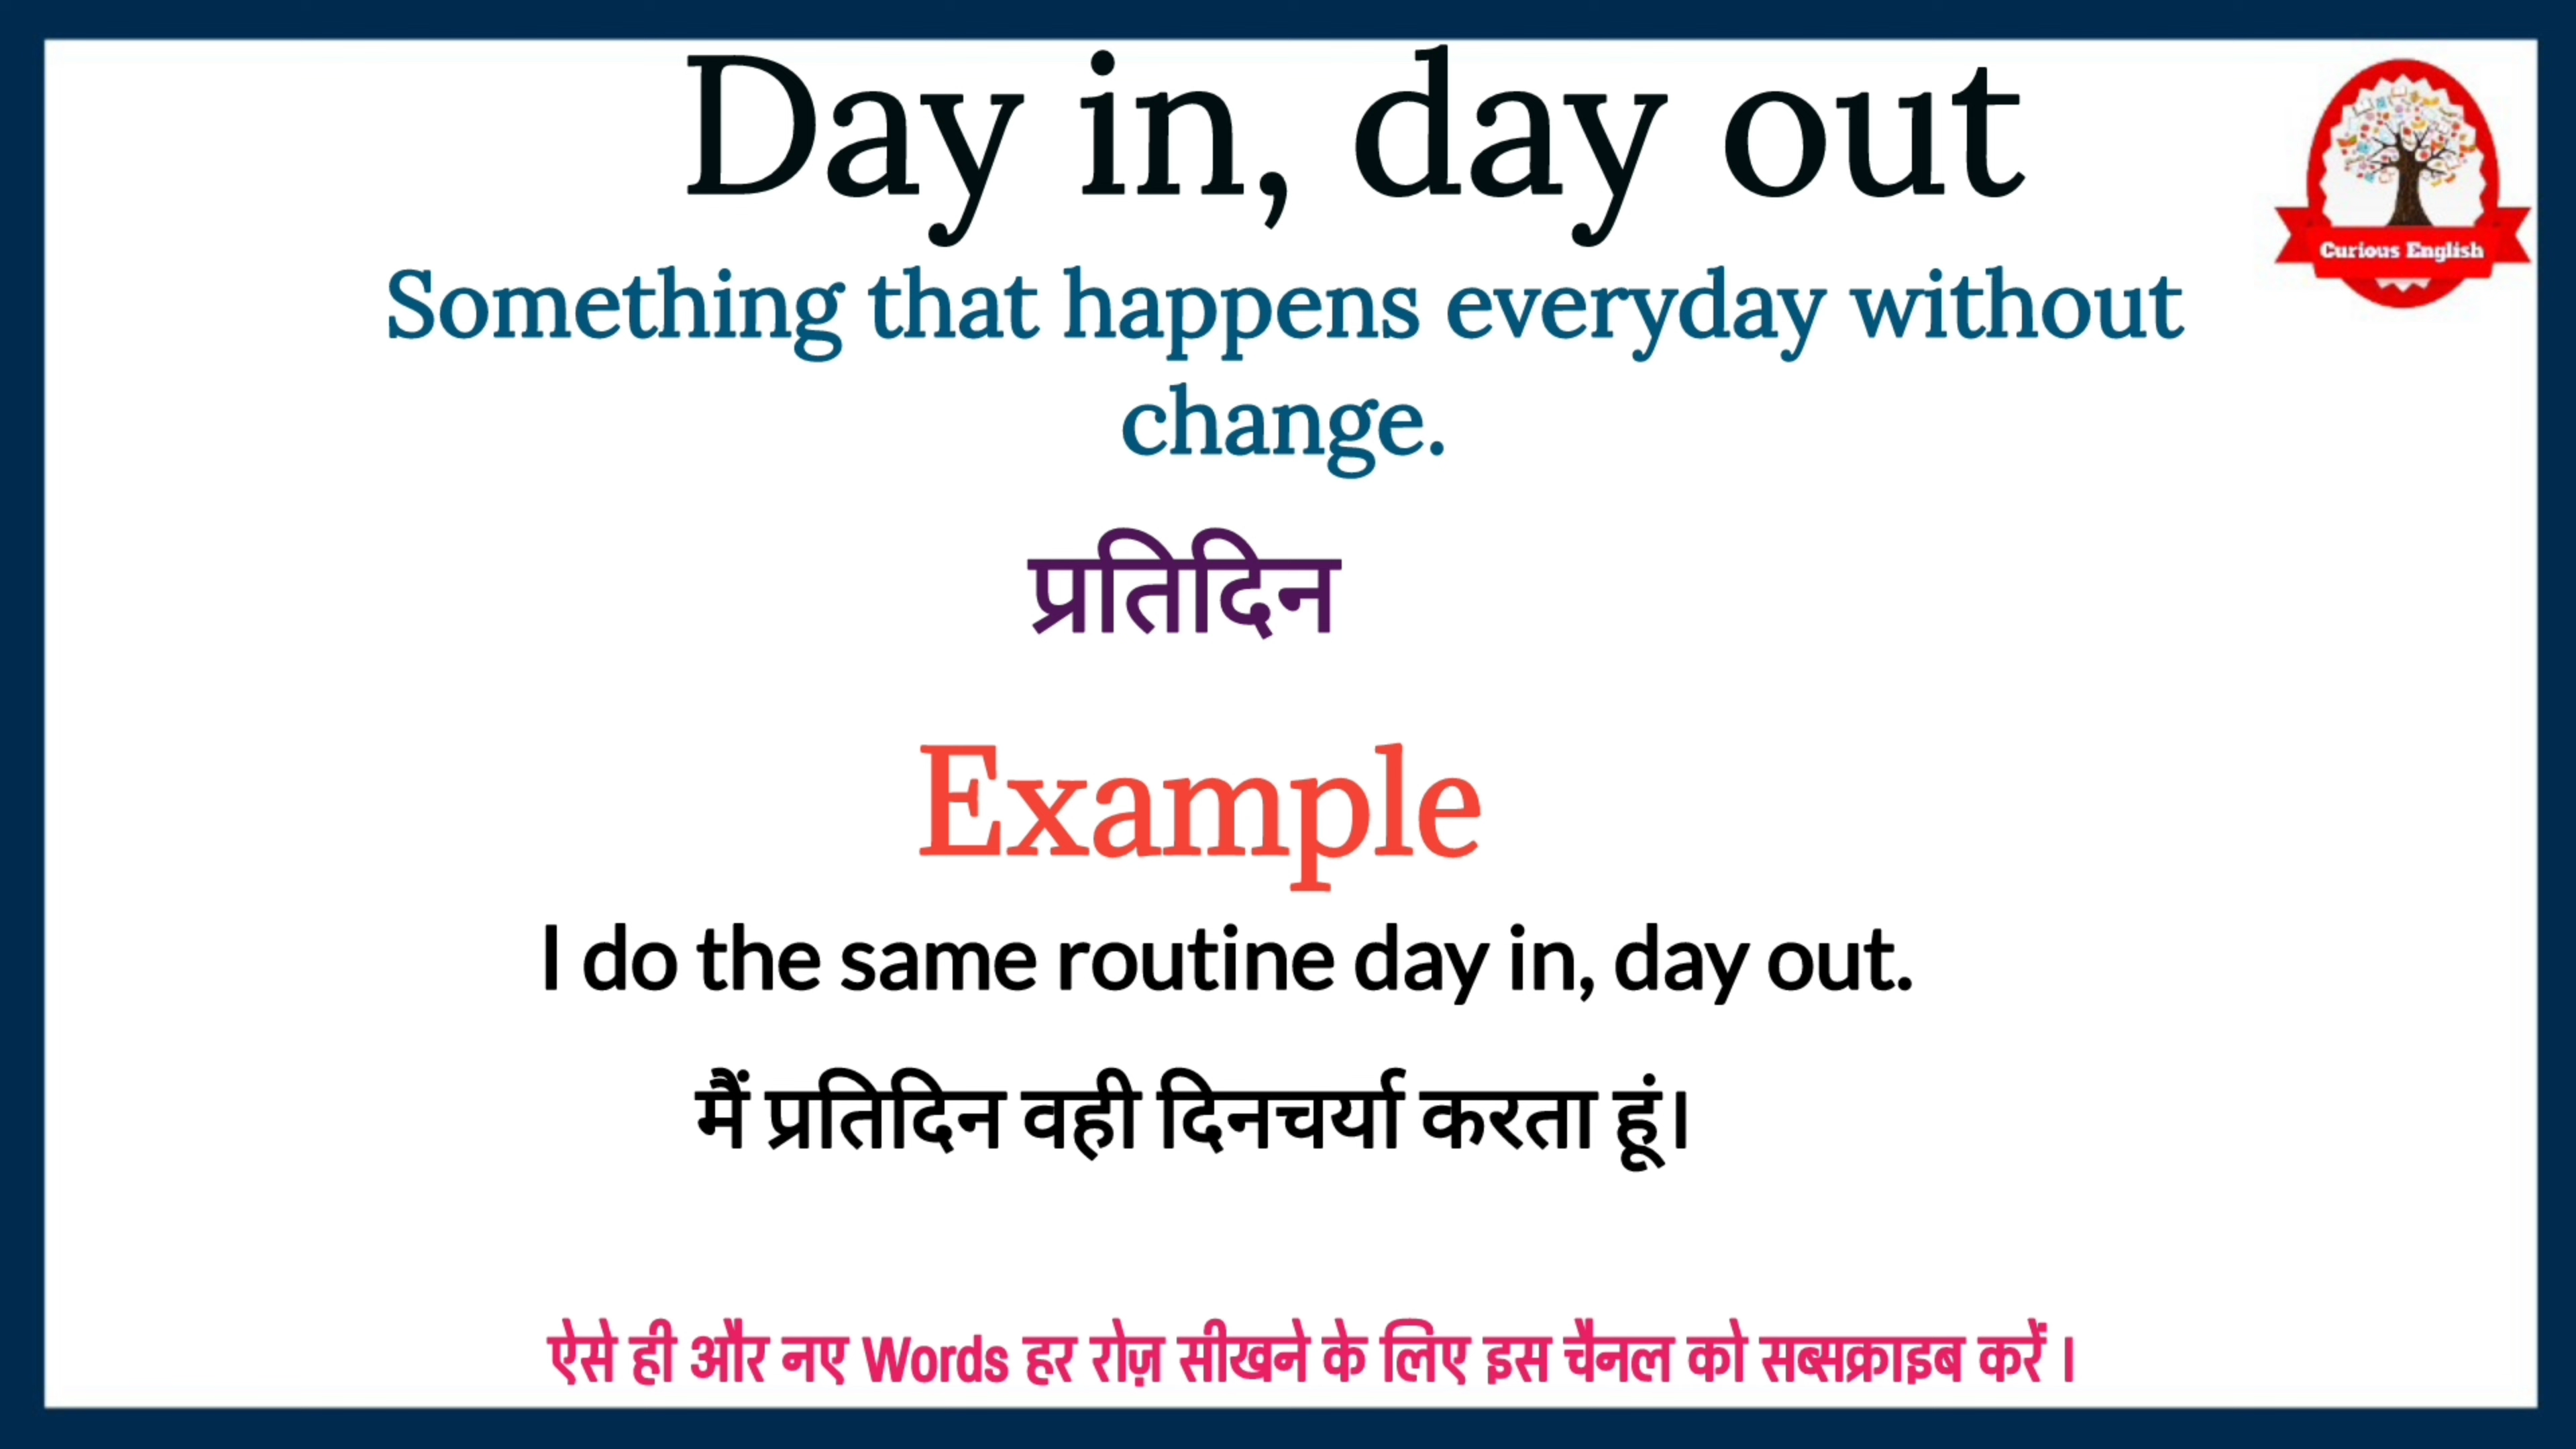 Day in, day out
Curious English
Something that happens everyday without
change.
प्रतिदिन
Example
I do the same routine day in, day out.
मैं प्रतिदिन वही दिनचर्या करता हूं।
ऐसे ही और नए Words हर रोज़ सीखने के लिए इस चैनल को सब्सक्राइब करें ।